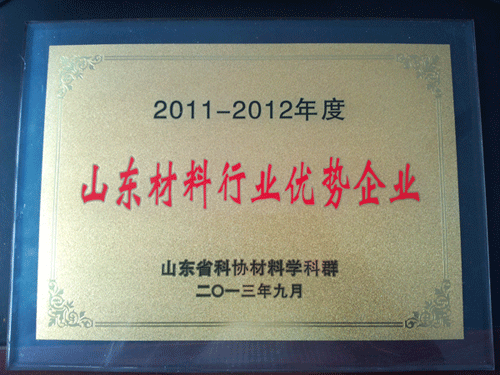 2011-2012年度
山东材料行业优势企业
山东省科协材料学科群
二〇一三年九月